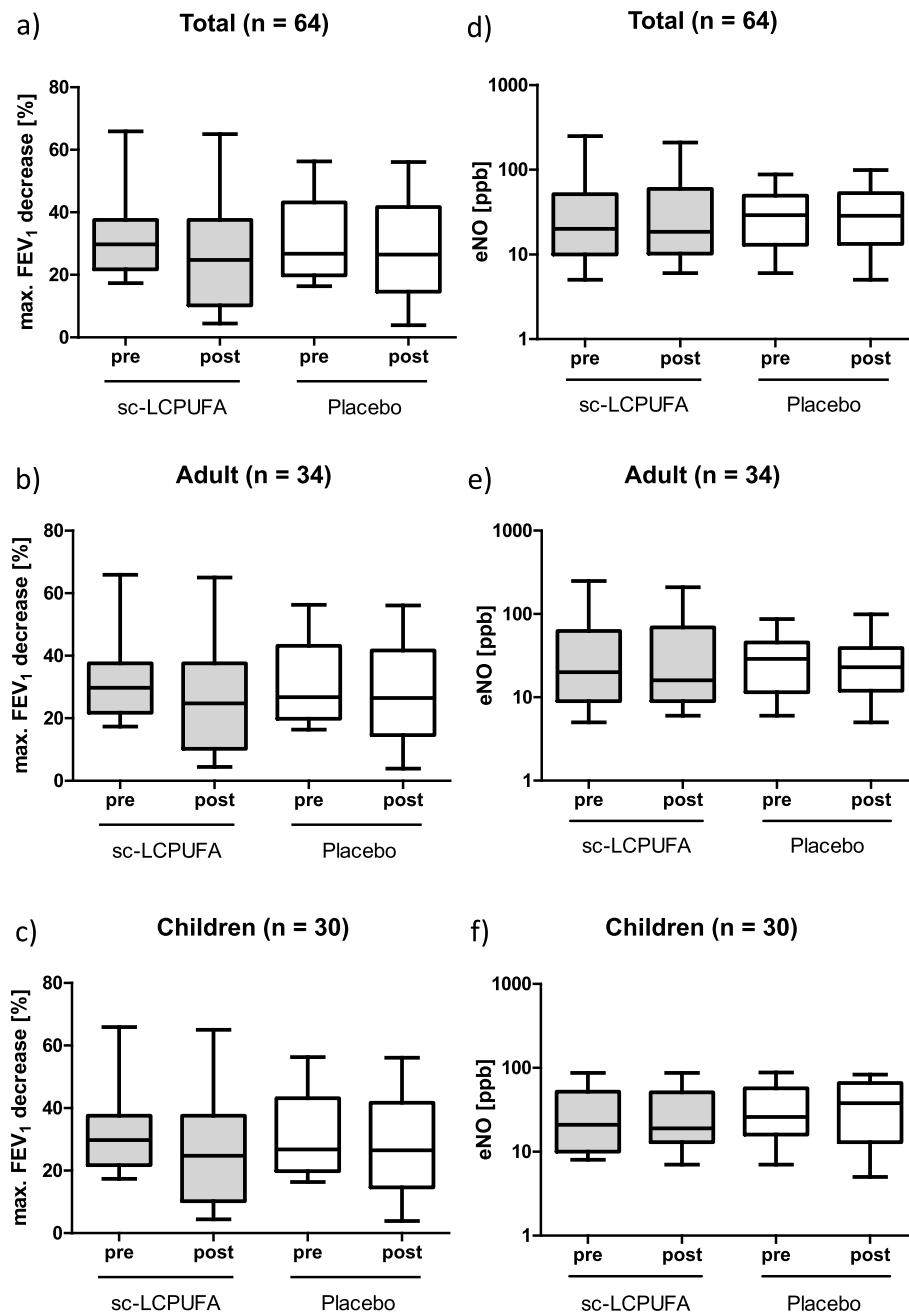 a) Total (n = 64)
max. FEV1 decrease [%]
80
60
40
20
0
pre post pre post
sc-LCPUFA Placebo
d) Total (n = 64)
eNO [ppb]
1000
100
10
1
pre post pre post
sc-LCPUFA Placebo
b) Adult (n = 34)
max. FEV1 decrease [%]
80
60
40
20
0
pre post pre post
sc-LCPUFA Placebo
e) Adult (n = 34)
eNO [ppb]
1000
100
10
1
pre post pre post
sc-LCPUFA Placebo
c) Children (n = 30)
max. FEV1 decrease [%]
80
60
40
20
0
pre post pre post
sc-LCPUFA Placebo
f) Children (n = 30)
eNO [ppb]
1000
100
10
1
pre post pre post
sc-LCPUFA Placebo